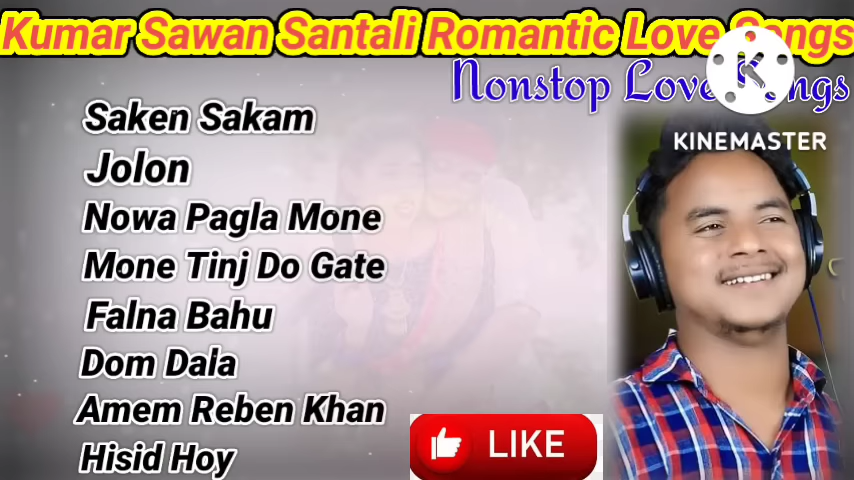 Kumar Sawan Santali Romantic Love Songs
Nonstop Love Songs
KINEMASTER
Saken Sakam
Jolon
Nowa Pagla Mone
Mone Tinj Do Gate
Falna Bahu
Dom Dala
Amem Reben Khan
Hisid Hoy
LIKE